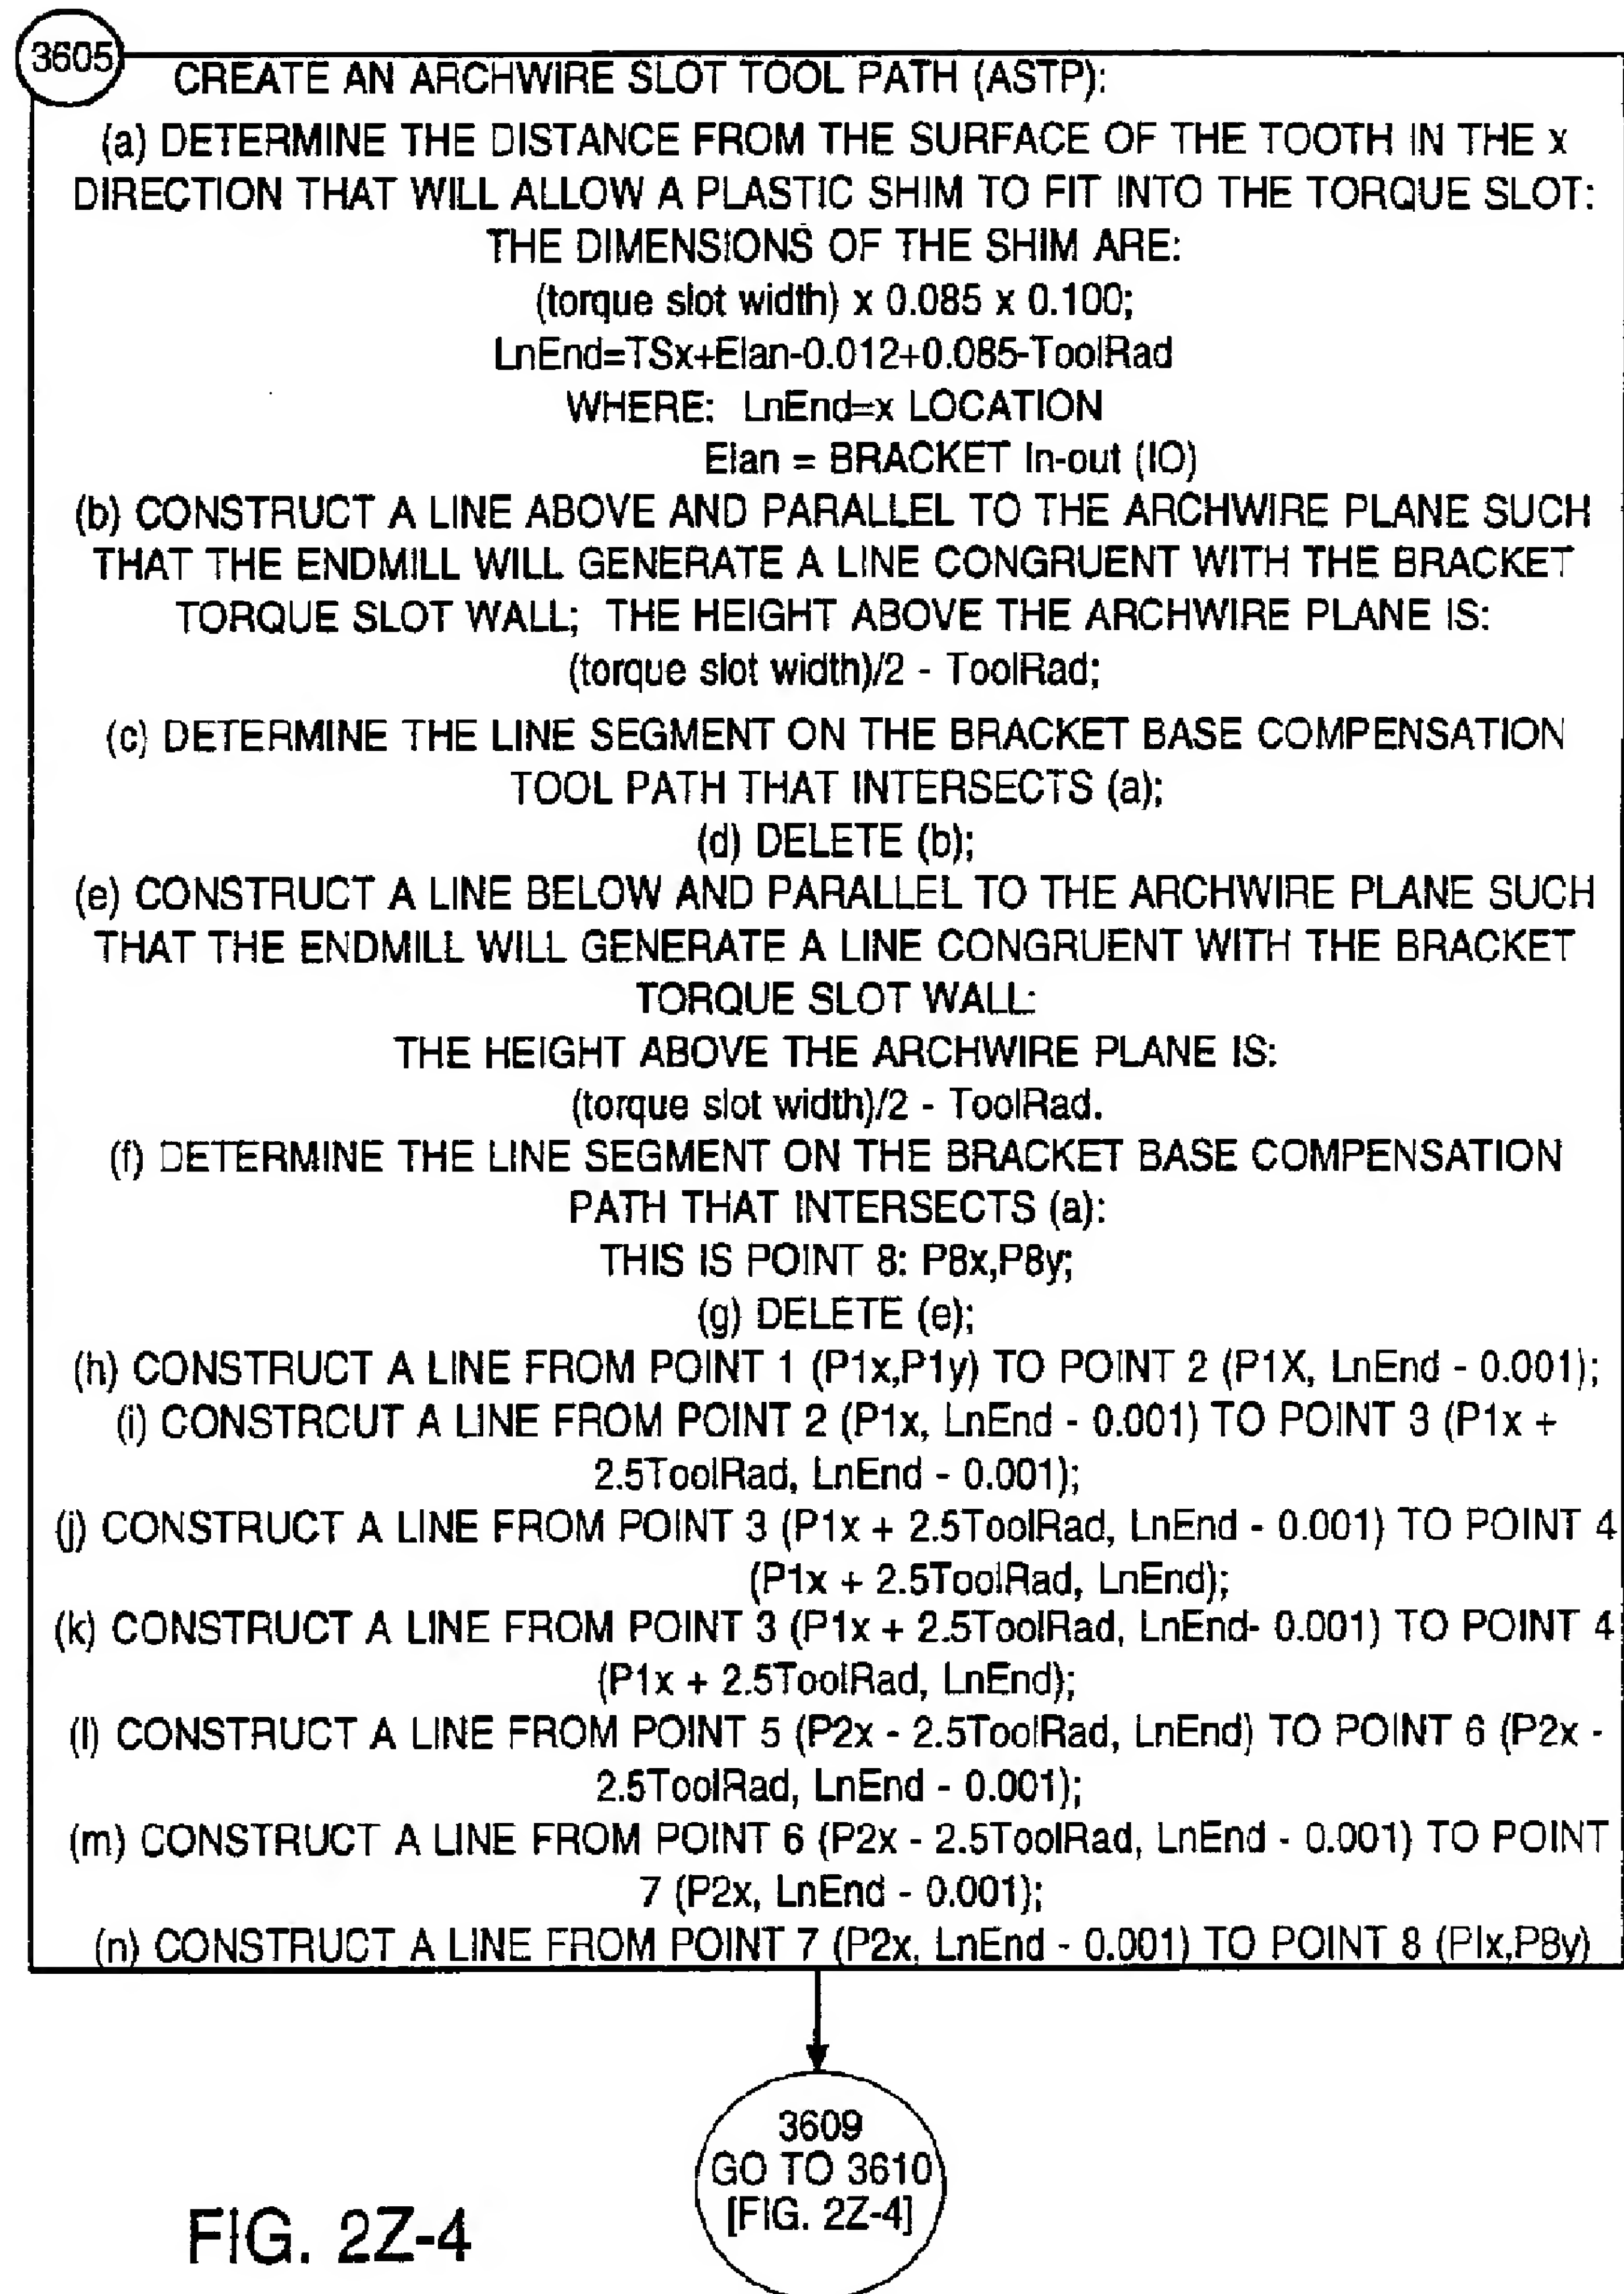 3605
CREATE AN ARCHWIRE SLOT TOOL PATH (ASTP):
(a) DETERMINE THE DISTANCE FROM THE SURFACE OF THE TOOTH IN THE x
DIRECTION THAT WILL ALLOW A PLASTIC SHIM TO FIT INTO THE TORQUE SLOT:
THE DIMENSIONS OF THE SHIM ARE:
(torque slot width) x 0.085 x 0.100;
LnEnd=TSx+Elan-0.012+0.085-ToolRad
WHERE: LnEnd=x LOCATION
Elan = BRACKET In-out (IO)
(b) CONSTRUCT A LINE ABOVE AND PARALLEL TO THE ARCHWIRE PLANE SUCH
THAT THE ENDMILL WILL GENERATE A LINE CONGRUENT WITH THE BRACKET
TORQUE SLOT WALL; THE HEIGHT ABOVE THE ARCHWIRE PLANE IS:
(torque slot width)/2 - ToolRad;
(c) DETERMINE THE LINE SEGMENT ON THE BRACKET BASE COMPENSATION
TOOL PATH THAT INTERSECTS (a);
(d) DELETE (b);
(e) CONSTRUCT A LINE BELOW AND PARALLEL TO THE ARCHWIRE PLANE SUCH
THAT THE ENDMILL WILL GENERATE A LINE CONGRUENT WITH THE BRACKET
TORQUE SLOT WALL:
THE HEIGHT ABOVE THE ARCHWIRE PLANE IS:
(torque slot width)/2 - ToolRad.
(f) DETERMINE THE LINE SEGMENT ON THE BRACKET BASE COMPENSATION
PATH THAT INTERSECTS (a):
THIS IS POINT 8: P8x,P8y;
(g) DELETE (e);
(h) CONSTRUCT A LINE FROM POINT 1 (P1x,P1y) TO POINT 2 (P1X, LnEnd - 0.001);
(i) CONSTRCUT A LINE FROM POINT 2 (P1x, LnEnd - 0.001) TO POINT 3 (P1x +
2.5ToolRad, LnEnd - 0.001);
(j) CONSTRUCT A LINE FROM POINT 3 (P1x + 2.5ToolRad, LnEnd - 0.001) TO POINT 4
(P1x + 2.5ToolRad, LnEnd);
(k) CONSTRUCT A LINE FROM POINT 3 (P1x + 2.5ToolRad, LnEnd- 0.001) TO POINT 4
(P1x + 2.5ToolRad, LnEnd);
(l) CONSTRUCT A LINE FROM POINT 5 (P2x - 2.5ToolRad, LnEnd) TO POINT 6 (P2x -
2.5ToolRad, LnEnd - 0.001);
(m) CONSTRUCT A LINE FROM POINT 6 (P2x - 2.5ToolRad, LnEnd - 0.001) TO POINT
7 (P2x, LnEnd - 0.001);
(n) CONSTRUCT A LINE FROM POINT 7 (P2x, LnEnd - 0.001) TO POINT 8 (PIx,P8y)
3609
GO TO 3610
[FIG. 2Z-4]
FIG. 2Z-4